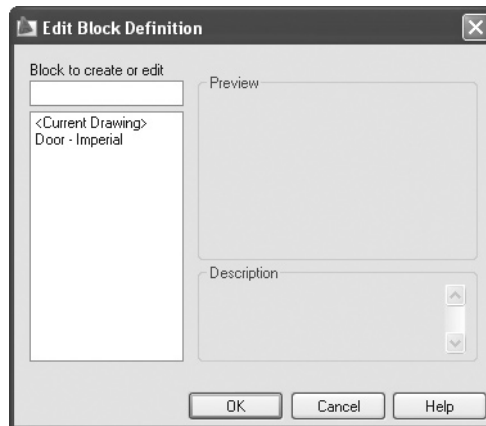 Edit Block Definition
Block to create or edit
Preview
<Current Drawing>
Door - Imperial
Description
OK Cancel Help